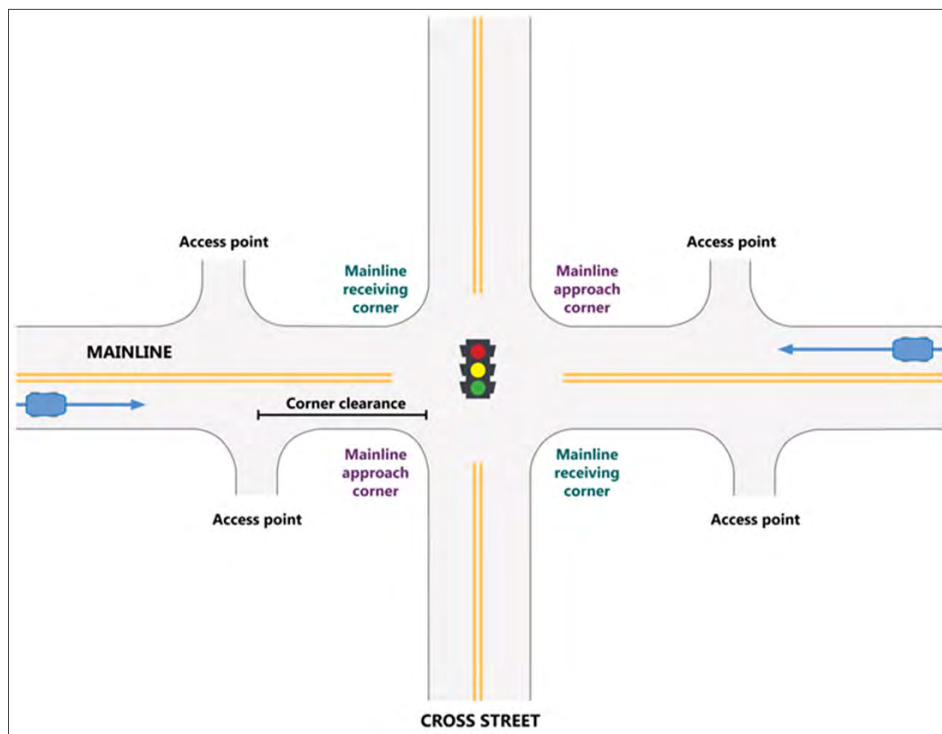 Access point
Access point
Mainline
receiving
corner
Mainline
approach
corner
MAINLINE
Corner clearance
Mainline
approach
corner
Mainline
receiving
corner
Access point
Access point
CROSS STREET